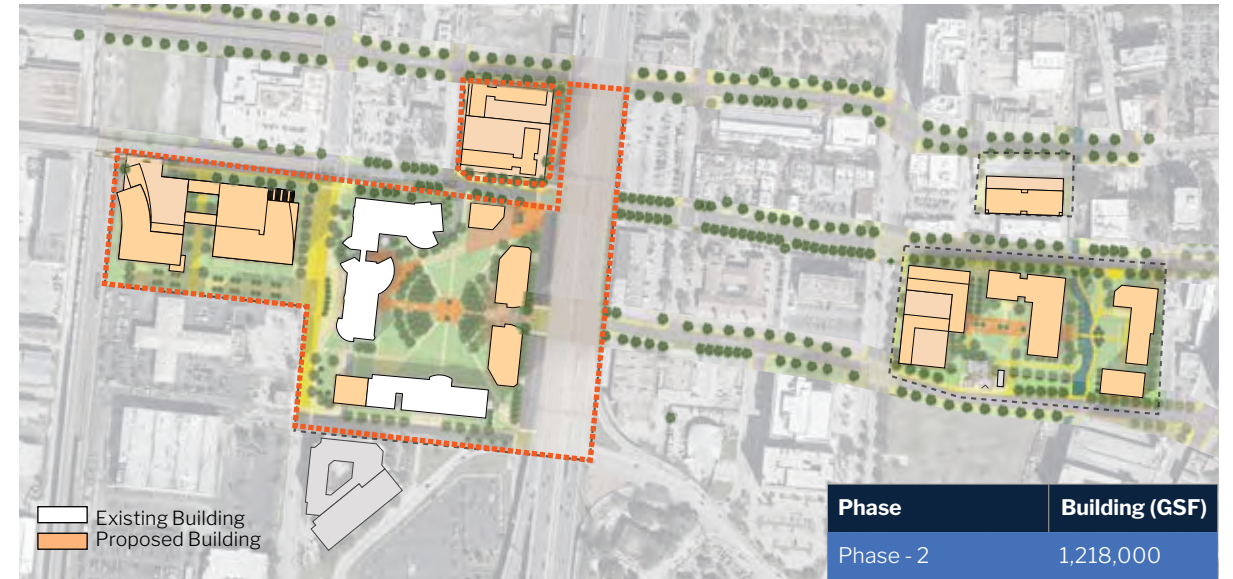 Existing Building
Proposed Building
Phase Building (GSF)
Phase - 2 1,218,000